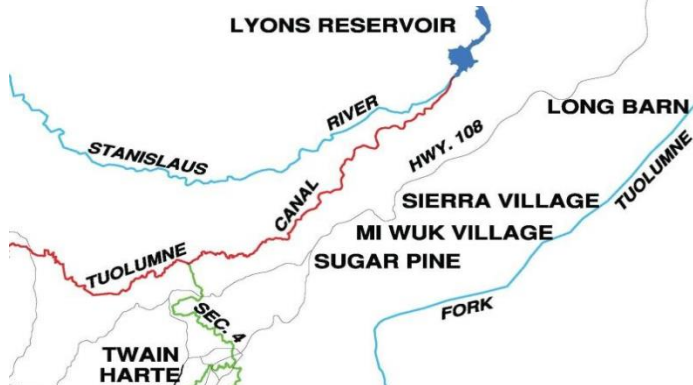 LYONS RESERVOIR
RIVER
STANISLAUS
HWY. 108
LONG BARN
CANAL
SIERRA VILLAGE
TUOLUMNE
MI WUK VILLAGE
TUOLUMNE
SUGAR PINE
SEC. 4
FORK
TWAIN
HARTE